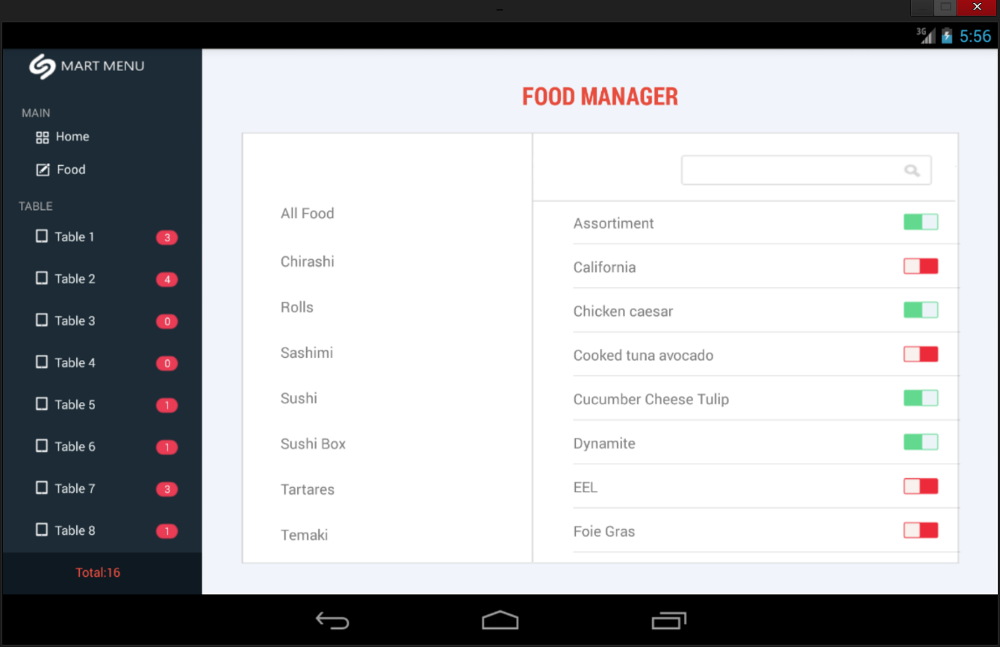 3G 5:56
MART MENU
MAIN
Home
Food
TABLE
Table 1 3
Table 2 4
Table 3 0
Table 4 0
Table 5 1
Table 6 1
Table 7 3
Table 8 1
Total:16
FOOD MANAGER
All Food
Chirashi
Rolls
Sashimi
Sushi
Sushi Box
Tartares
Temaki
Assortiment
California
Chicken caesar
Cooked tuna avocado
Cucumber Cheese Tulip
Dynamite
EEL
Foie Gras